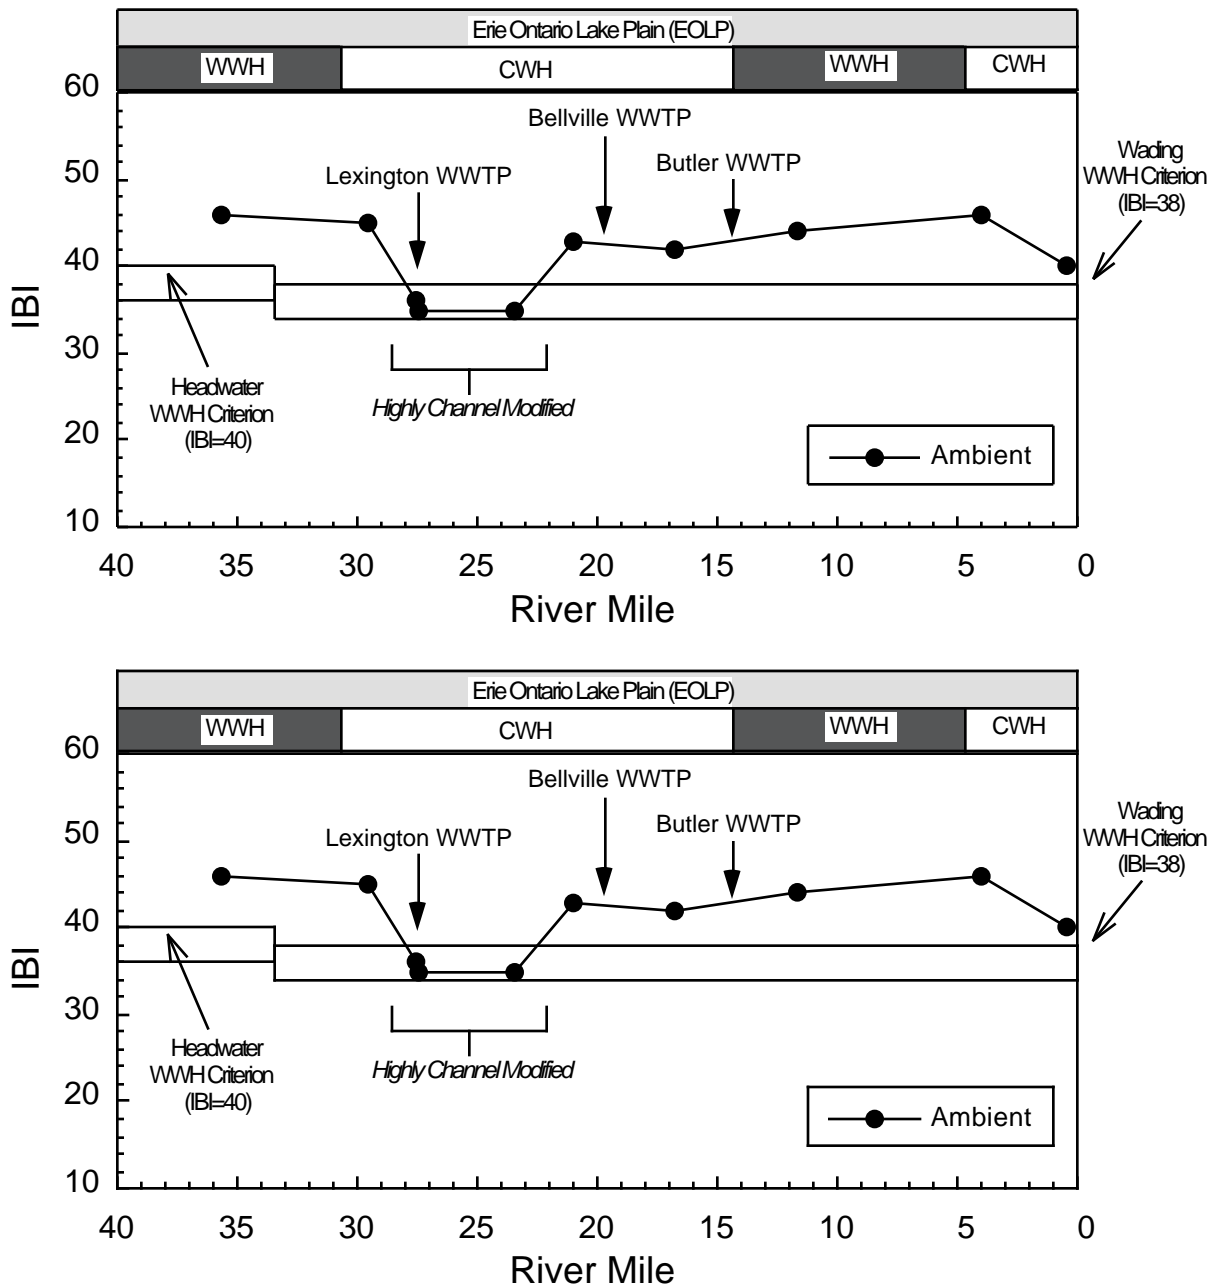 Erie Ontario Lake Plain (EOLP)
WWH
CWH
WWH
CWH
60
50
40
30
20
10
IBI
Bellville WWTP
Lexington WWTP
Butler WWTP
Wading
WWH Criterion
(IBI=38)
Headwater
WWH Criterion
(IBI=40)
Highly Channel Modified
Ambient
40
35
30
25
20
15
10
5
0
River Mile
Erie Ontario Lake Plain (EOLP)
WWH
CWH
WWH
CWH
60
50
40
30
20
10
IBI
Bellville WWTP
Lexington WWTP
Butler WWTP
Wading
WWH Criterion
(IBI=38)
Headwater
WWH Criterion
(IBI=40)
Highly Channel Modified
Ambient
40
35
30
25
20
15
10
5
0
River Mile